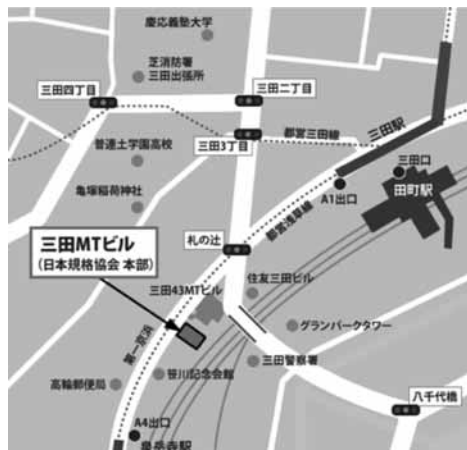 慶応義塾大学
芝消防署
三田出張所
三田四丁目
三田二丁目
三田3丁目
都営三田線
三田駅
普連土学園高校
三田口
田町駅
亀塚稲荷神社
A1出口
都営浅草線
札の辻
三田MTビル
(日本規格協会 本部)
三田43MTビル
住友三田ビル
第一京浜
グランパークタワー
三田警察署
笹川記念会館
高輪郵便局
八千代橋
A4出口
泉岳寺駅